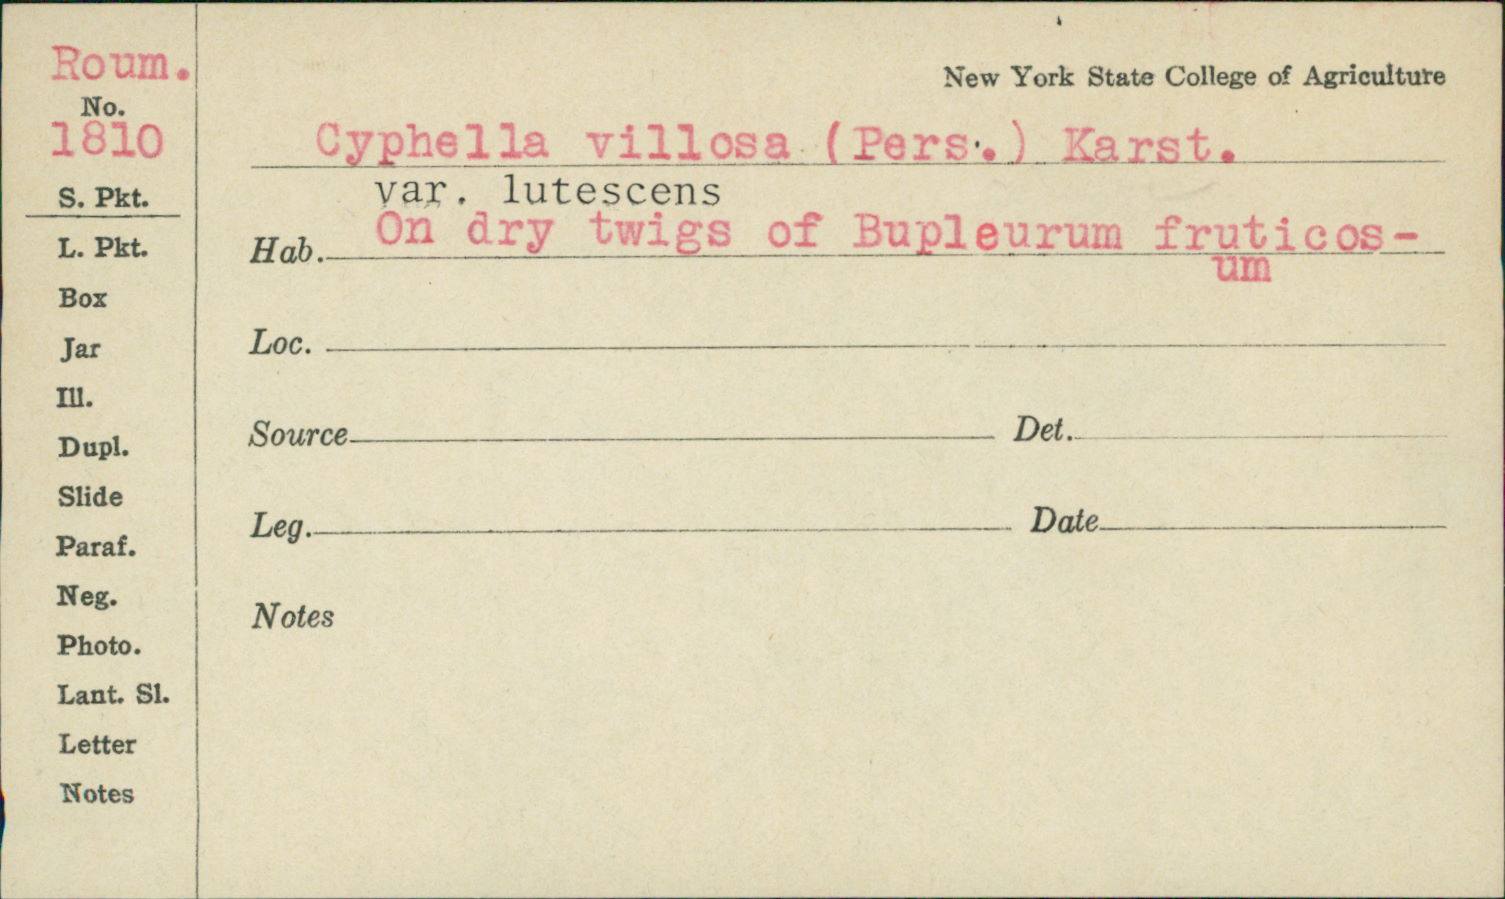 Roum.
No.
1810
S. Pkt.
L. Pkt.
Box
Jar
Ill.
Dupl.
Slide
Paraf.
Neg.
Photo.
Lant. Sl.
Letter
Notes
New York State College of Agriculture
Cyphella villosa (Pers.) Karst.
var. lutescens
Hab. On dry twigs of Bupleurum fruticos-
um
Loc.
Source Det.
Leg. Date
Notes